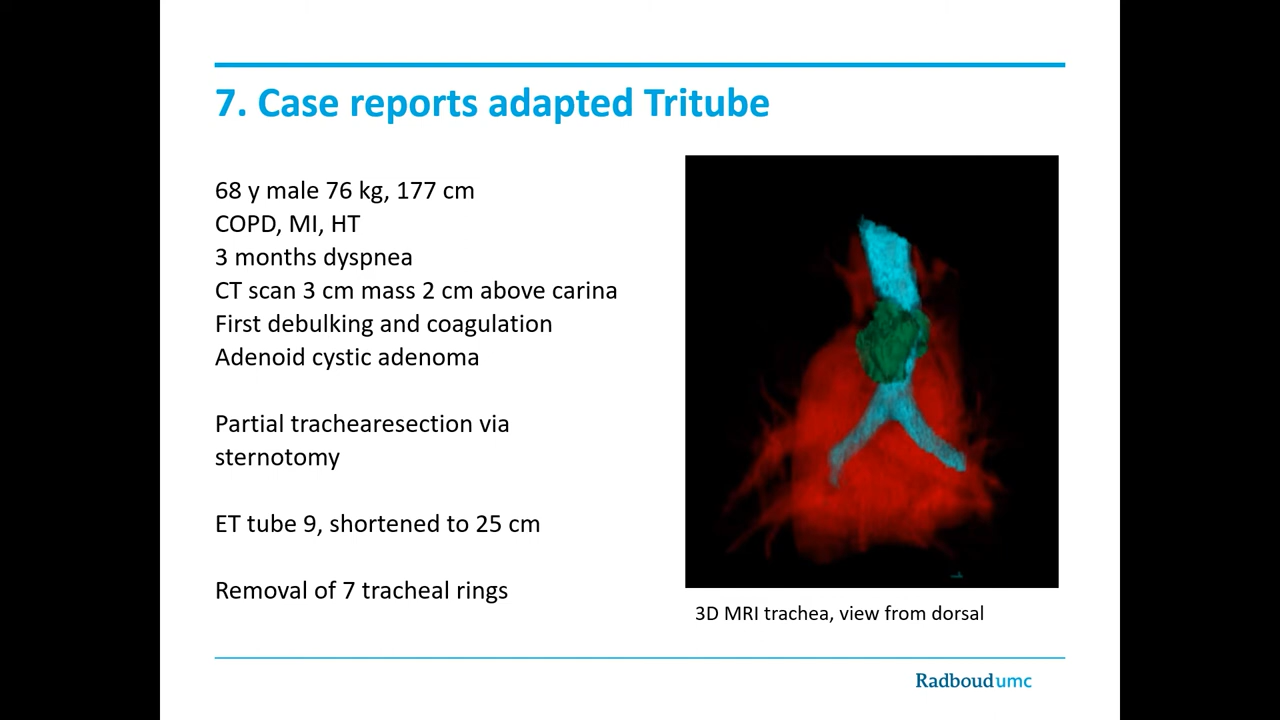 7. Case reports adapted Tritube
68 y male 76 kg, 177 cm
COPD, MI, HT
3 months dyspnea
CT scan 3 cm mass 2 cm above carina
First debulking and coagulation
Adenoid cystic adenoma
Partial trachearesection via
sternotomy
ET tube 9, shortened to 25 cm
Removal of 7 tracheal rings
3D MRI trachea, view from dorsal
Radboudumc